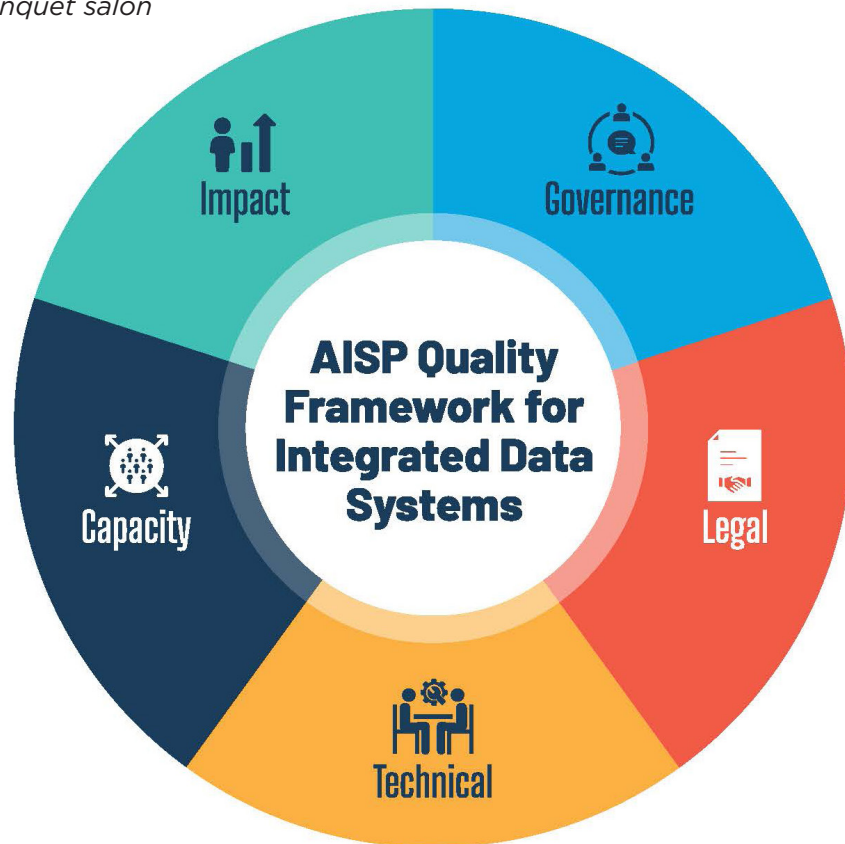 nquet salon
Impact
Governance
AISP Quality
Framework for
Integrated Data
Systems
Capacity
Legal
Technical